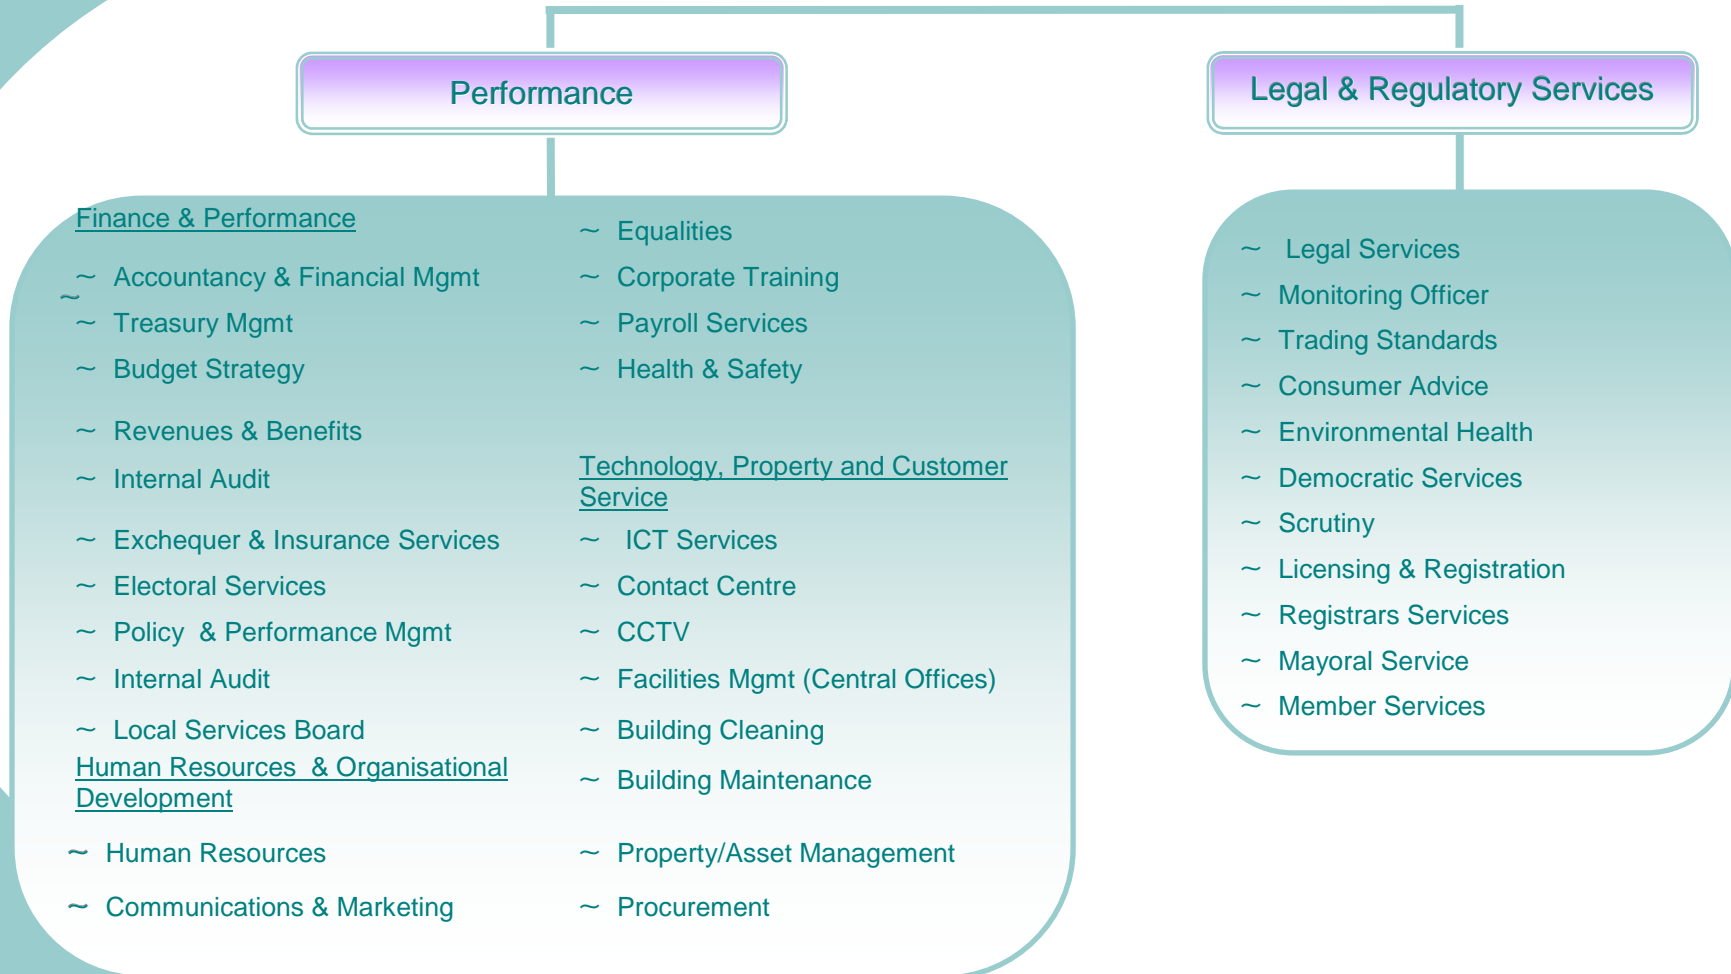 Performance
Finance & Performance
~ Accountancy & Financial Mgmt
~
~ Treasury Mgmt
~ Budget Strategy
~ Revenues & Benefits
~ Internal Audit
~ Exchequer & Insurance Services
~ Electoral Services
~ Policy & Performance Mgmt
~ Internal Audit
~ Local Services Board
Human Resources & Organisational
Development
~ Human Resources
~ Communications & Marketing
~ Equalities
~ Corporate Training
~ Payroll Services
~ Health & Safety
Technology, Property and Customer
Service
~ ICT Services
~ Contact Centre
~ CCTV
~ Facilities Mgmt (Central Offices)
~ Building Cleaning
~ Building Maintenance
~ Property/Asset Management
~ Procurement
Legal & Regulatory Services
~ Legal Services
~ Monitoring Officer
~ Trading Standards
~ Consumer Advice
~ Environmental Health
~ Democratic Services
~ Scrutiny
~ Licensing & Registration
~ Registrars Services
~ Mayoral Service
~ Member Services